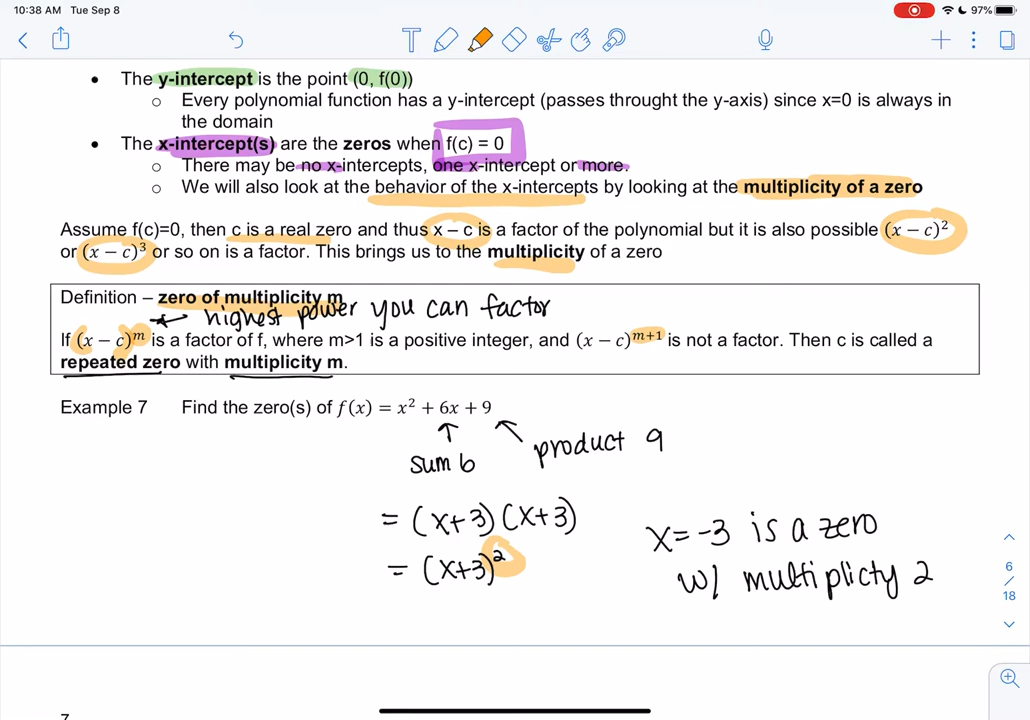 10:38 AM Tue Sep 8
97%
• The y-intercept is the point (0, f(0))
o Every polynomial function has a y-intercept (passes throught the y-axis) since x=0 is always in
the domain
• The x-intercept(s) are the zeros when f(c) = 0
o There may be no x-intercepts, one x-intercept or more.
o We will also look at the behavior of the x-intercepts by looking at the multiplicity of a zero
Assume f(c)=0, then c is a real zero and thus x – c is a factor of the polynomial but it is also possible (x − c)²
or (x − c)³ or so on is a factor. This brings us to the multiplicity of a zero
Definition – zero of multiplicity m
highest power you can factor
If (x − c)ᵐ is a factor of f, where m>1 is a positive integer, and (x − c)ᵐ⁺¹ is not a factor. Then c is called a
repeated zero with multiplicity m.
Example 7 Find the zero(s) of f(x) = x² + 6x + 9
sum 6
product 9
= (x+3)(x+3)
= (x+3)²
x=-3 is a zero
w/ multiplicty 2
6
/
18
7